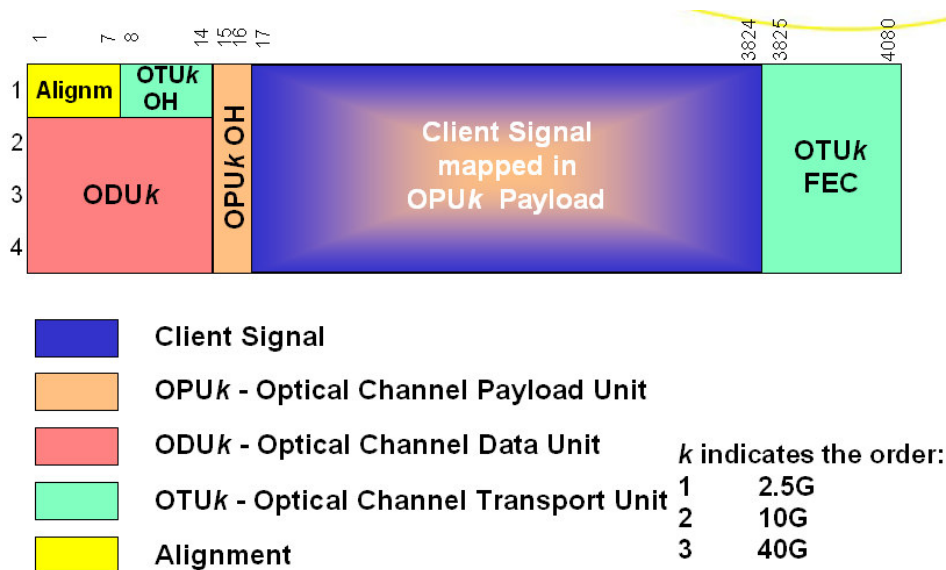 1 7 8 14 15 16 17 3824 3825 4080
1 Alignm OTUk OH
2
3 ODUk
4
OPUk OH
Client Signal
mapped in
OPUk Payload
OTUk
FEC
Client Signal
OPUk - Optical Channel Payload Unit
ODUk - Optical Channel Data Unit
OTUk - Optical Channel Transport Unit
Alignment
k indicates the order:
1 2.5G
2 10G
3 40G